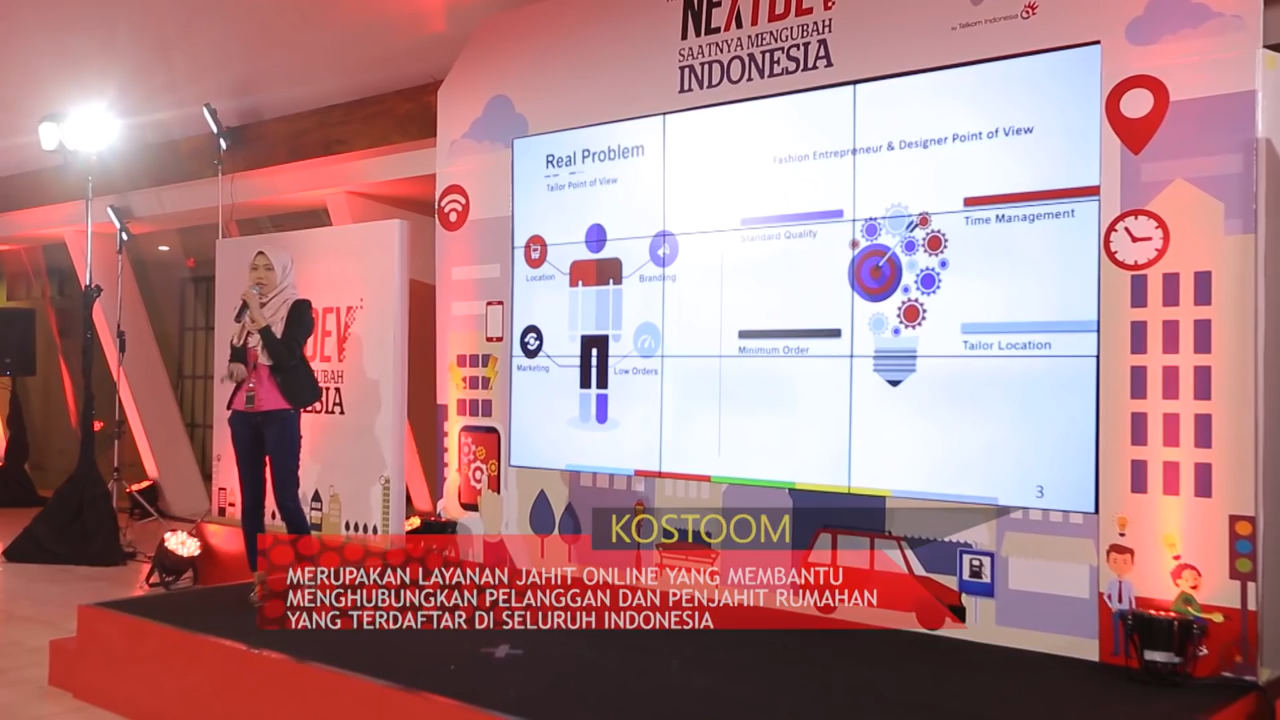 NEXTDEV
SAATNYA MENGUBAH
INDONESIA
by Telkom Indonesia
Real Problem
Tailor Point of View
Fashion Entrepreneur & Designer Point of View
Location
Branding
Marketing
Low Orders
Standard Quality
Time Management
Minimum Order
Tailor Location
3
DEV
UBAH
ESIA
KOSTOOM
MERUPAKAN LAYANAN JAHIT ONLINE YANG MEMBANTU
MENGHUBUNGKAN PELANGGAN DAN PENJAHIT RUMAHAN
YANG TERDAFTAR DI SELURUH INDONESIA